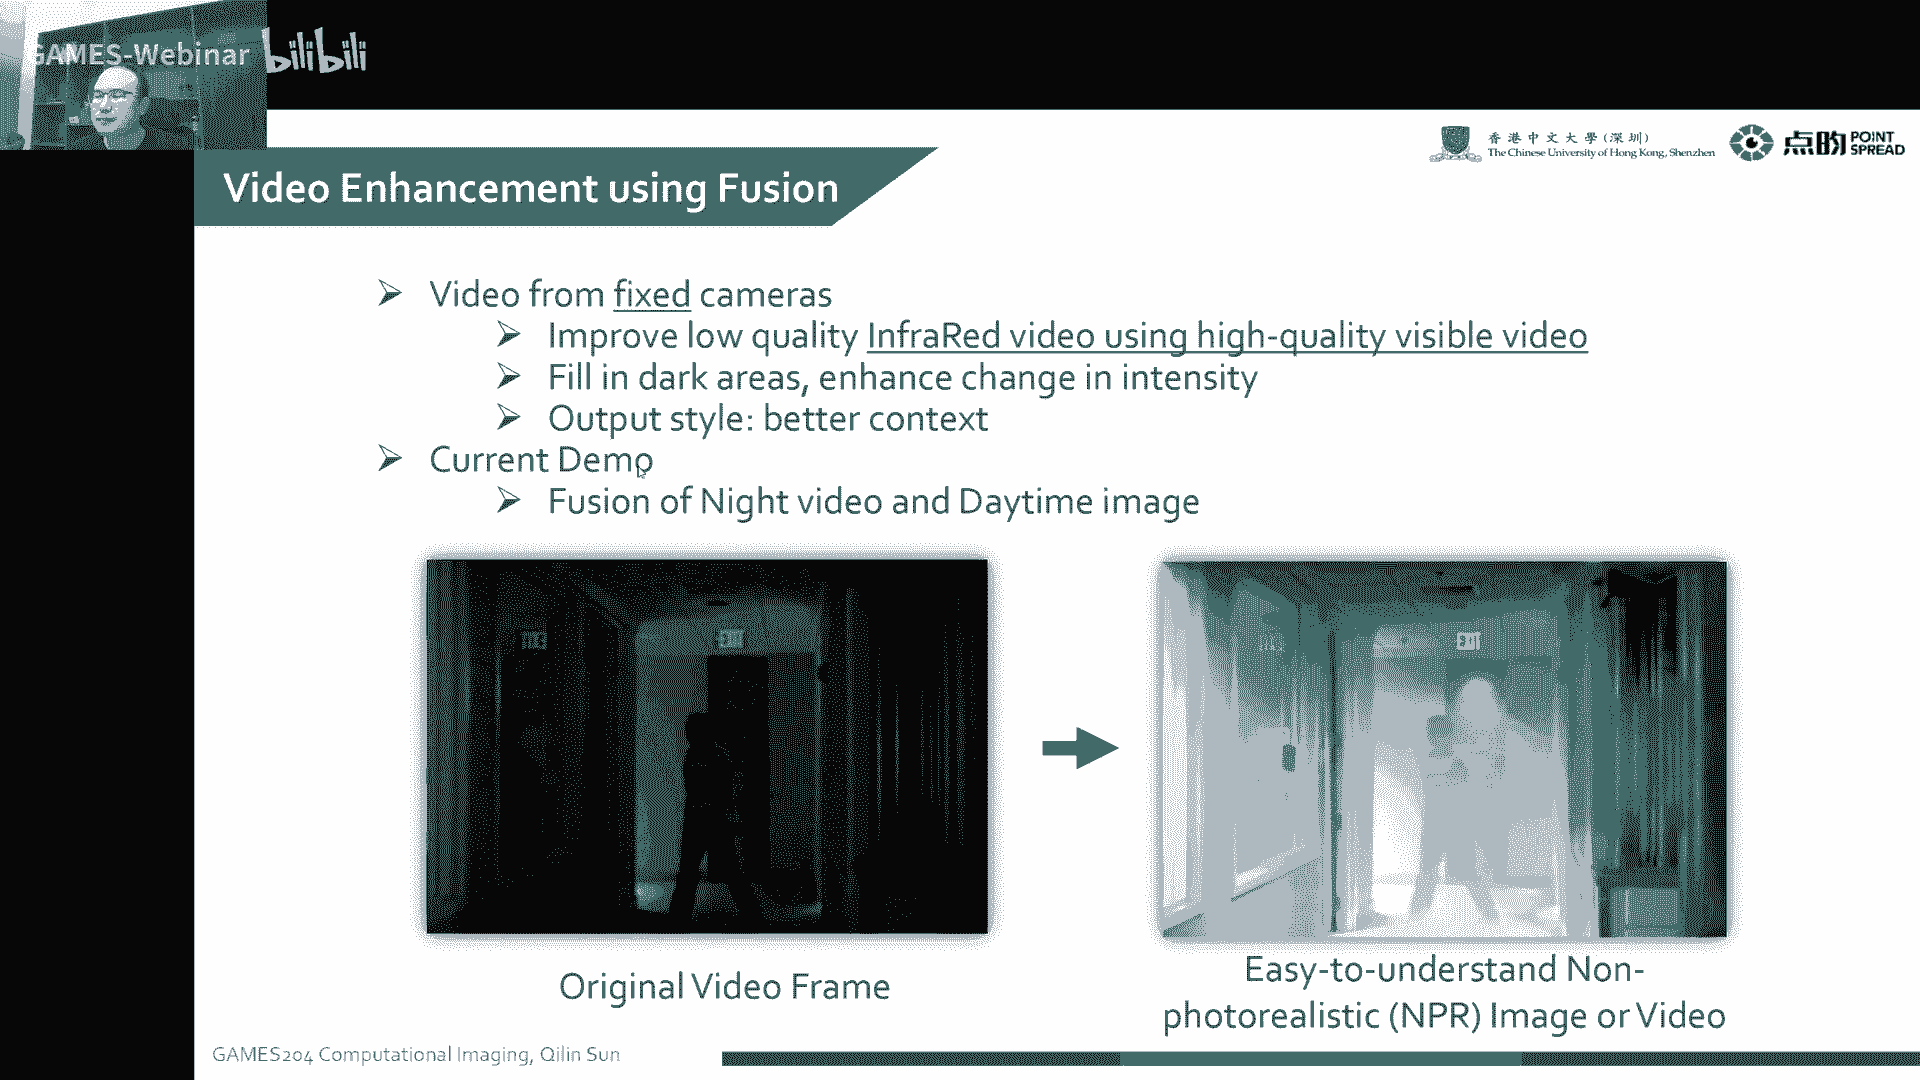 GAMES-Webinar bilibili
香港中文大學(深圳)
The Chinese University of Hong Kong, Shenzhen
点昀 POINT SPREAD
Video Enhancement using Fusion
Video from fixed cameras
Improve low quality InfraRed video using high-quality visible video
Fill in dark areas, enhance change in intensity
Output style: better context
Current Demo
Fusion of Night video and Daytime image
Original Video Frame
Easy-to-understand Non-
photorealistic (NPR) Image or Video
GAMES204 Computational Imaging, Qilin Sun